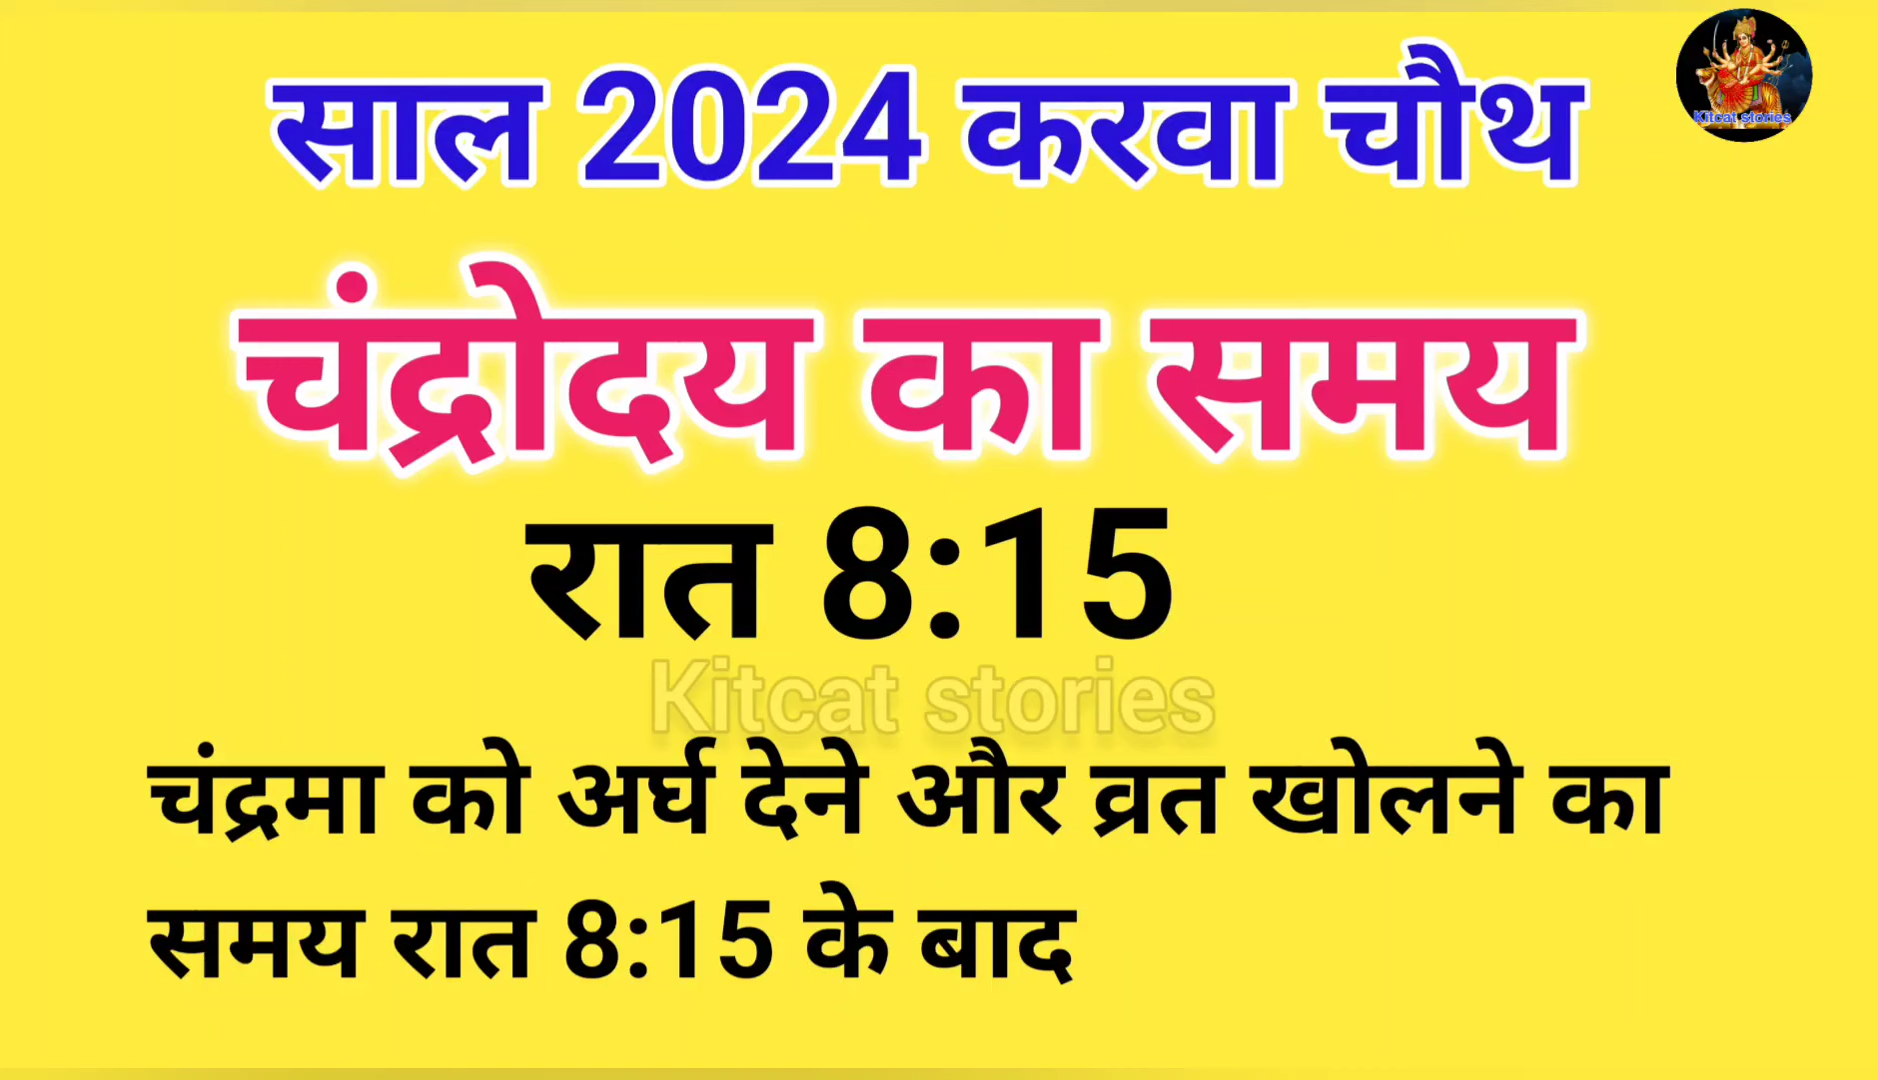 साल 2024 करवा चौथ
Kitcat stories
चंद्रोदय का समय
रात 8:15
Kitcat stories
चंद्रमा को अर्घ देने और व्रत खोलने का
समय रात 8:15 के बाद